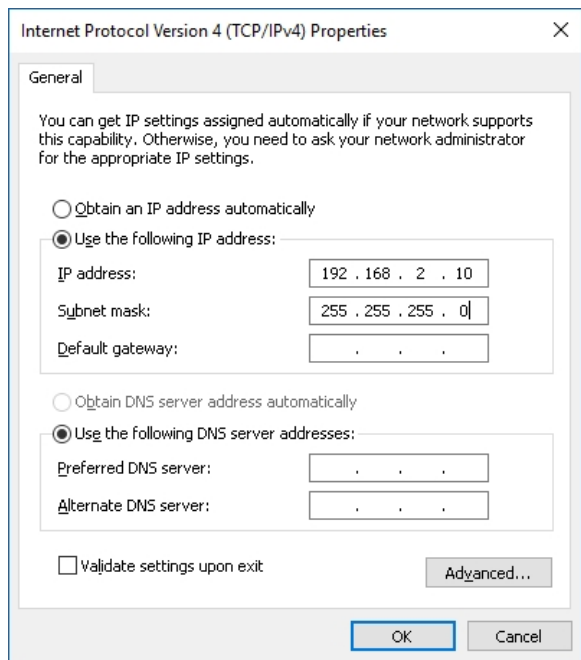 Internet Protocol Version 4 (TCP/IPv4) Properties
General
You can get IP settings assigned automatically if your network supports
this capability. Otherwise, you need to ask your network administrator
for the appropriate IP settings.
Obtain an IP address automatically
Use the following IP address:
IP address: 192 . 168 . 2 . 10
Subnet mask: 255 . 255 . 255 . 0
Default gateway: . . .
Obtain DNS server address automatically
Use the following DNS server addresses:
Preferred DNS server: . . .
Alternate DNS server: . . .
Validate settings upon exit
Advanced...
OK Cancel